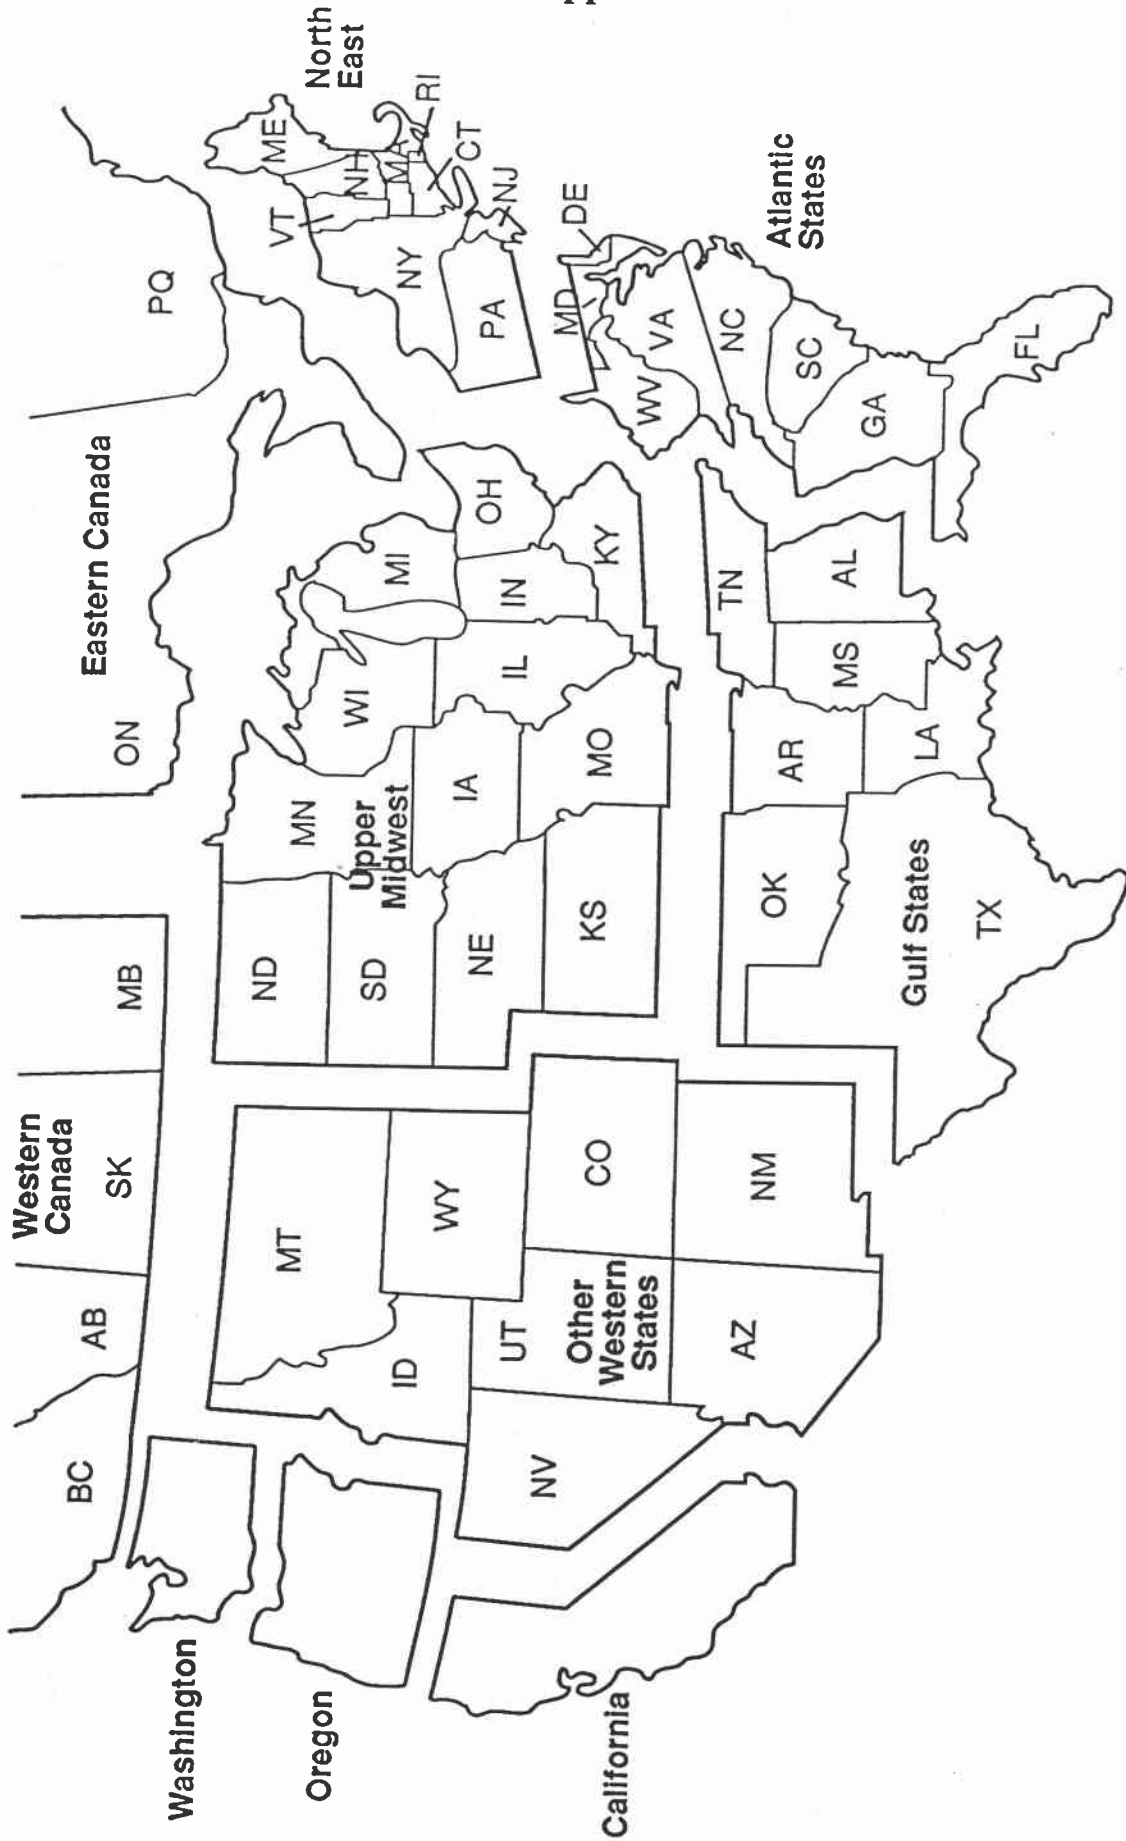 pp
Western
Canada
Eastern Canada
BC
AB
SK
MB
ON
PQ
Washington
Oregon
California
MT
ID
WY
NV
UT
CO
Other
Western
States
AZ
NM
ND
SD
MN
Upper
Midwest
WI
MI
NE
IA
IL
IN
OH
KS
MO
KY
Gulf States
OK
TX
AR
LA
TN
MS
AL
North
East
ME
VT
NH
MA
RI
CT
NY
NJ
PA
Atlantic
States
DE
MD
WV
VA
NC
SC
GA
FL